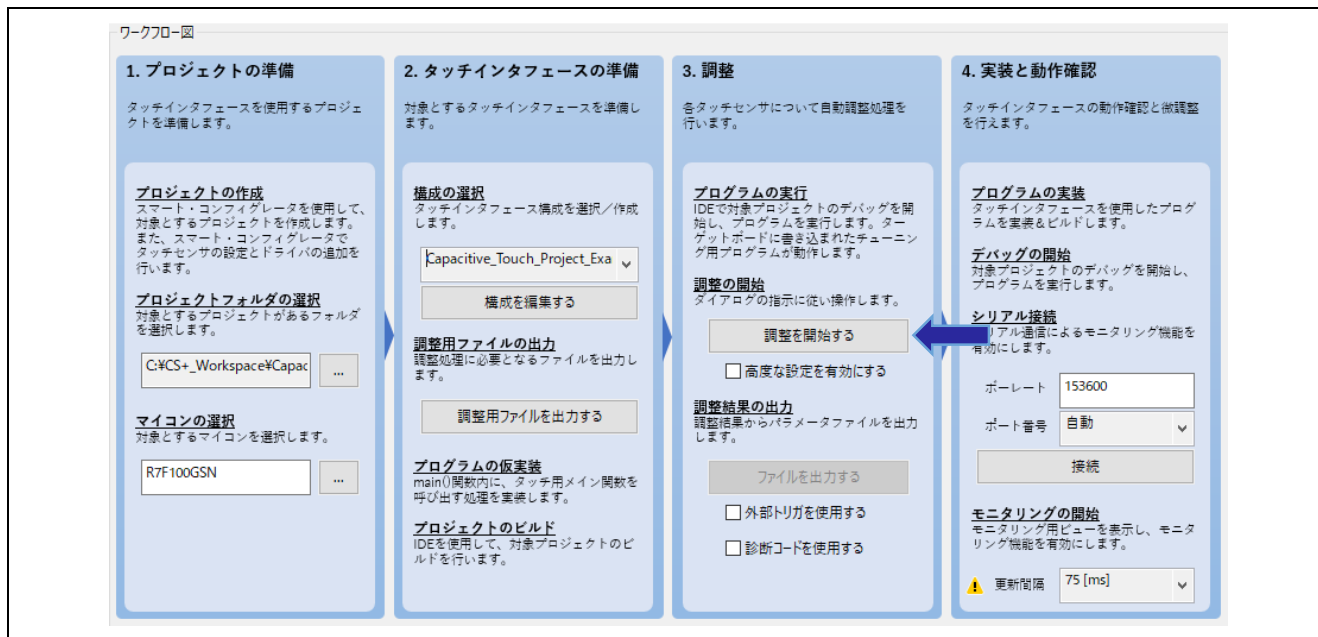 ワークフロー図
1. プロジェクトの準備
タッチインタフェースを使用するプロジェ
クトを準備します。
プロジェクトの作成
スマート・コンフィグレータを使用して、
対象とするプロジェクトを作成します。
また、スマート・コンフィグレータで
タッチセンサの設定とドライバの追加を
行います。
プロジェクトフォルダの選択
対象とするプロジェクトがあるフォルダ
を選択します。
C:¥CS+_Workspace¥Capac
...
マイコンの選択
対象とするマイコンを選択します。
R7F100GSN
...
2. タッチインタフェースの準備
対象とするタッチインタフェースを準備し
ます。
構成の選択
タッチインタフェース構成を選択／作成
します。
Capacitive_Touch_Project_Exa
構成を編集する
調整用ファイルの出力
調整処理に必要となるファイルを出力し
ます。
調整用ファイルを出力する
プログラムの仮実装
main()関数内に、タッチ用メイン関数を
呼び出す処理を実装します。
プロジェクトのビルド
IDEを使用して、対象プロジェクトのビ
ルドを行います。
3. 調整
各タッチセンサについて自動調整処理を
行います。
プログラムの実行
IDEで対象プロジェクトのデバッグを開
始し、プログラムを実行します。ター
ゲットボードに書き込まれたチューニン
グ用プログラムが動作します。
調整の開始
ダイアログの指示に従い操作します。
調整を開始する
高度な設定を有効にする
調整結果の出力
調整結果からパラメータファイルを出力
します。
ファイルを出力する
外部トリガを使用する
診断コードを使用する
4. 実装と動作確認
タッチインタフェースの動作確認と微調整
を行えます。
プログラムの実装
タッチインタフェースを使用したプログ
ラムを実装&ビルドします。
デバッグの開始
対象プロジェクトのデバッグを開始し、
プログラムを実行します。
シリアル接続
リアル通信によるモニタリング機能を
有効にします。
ボーレート
153600
ポート番号
自動
接続
モニタリングの開始
モニタリング用ビューを表示し、モニタ
リング機能を有効にします。
更新間隔
75 [ms]